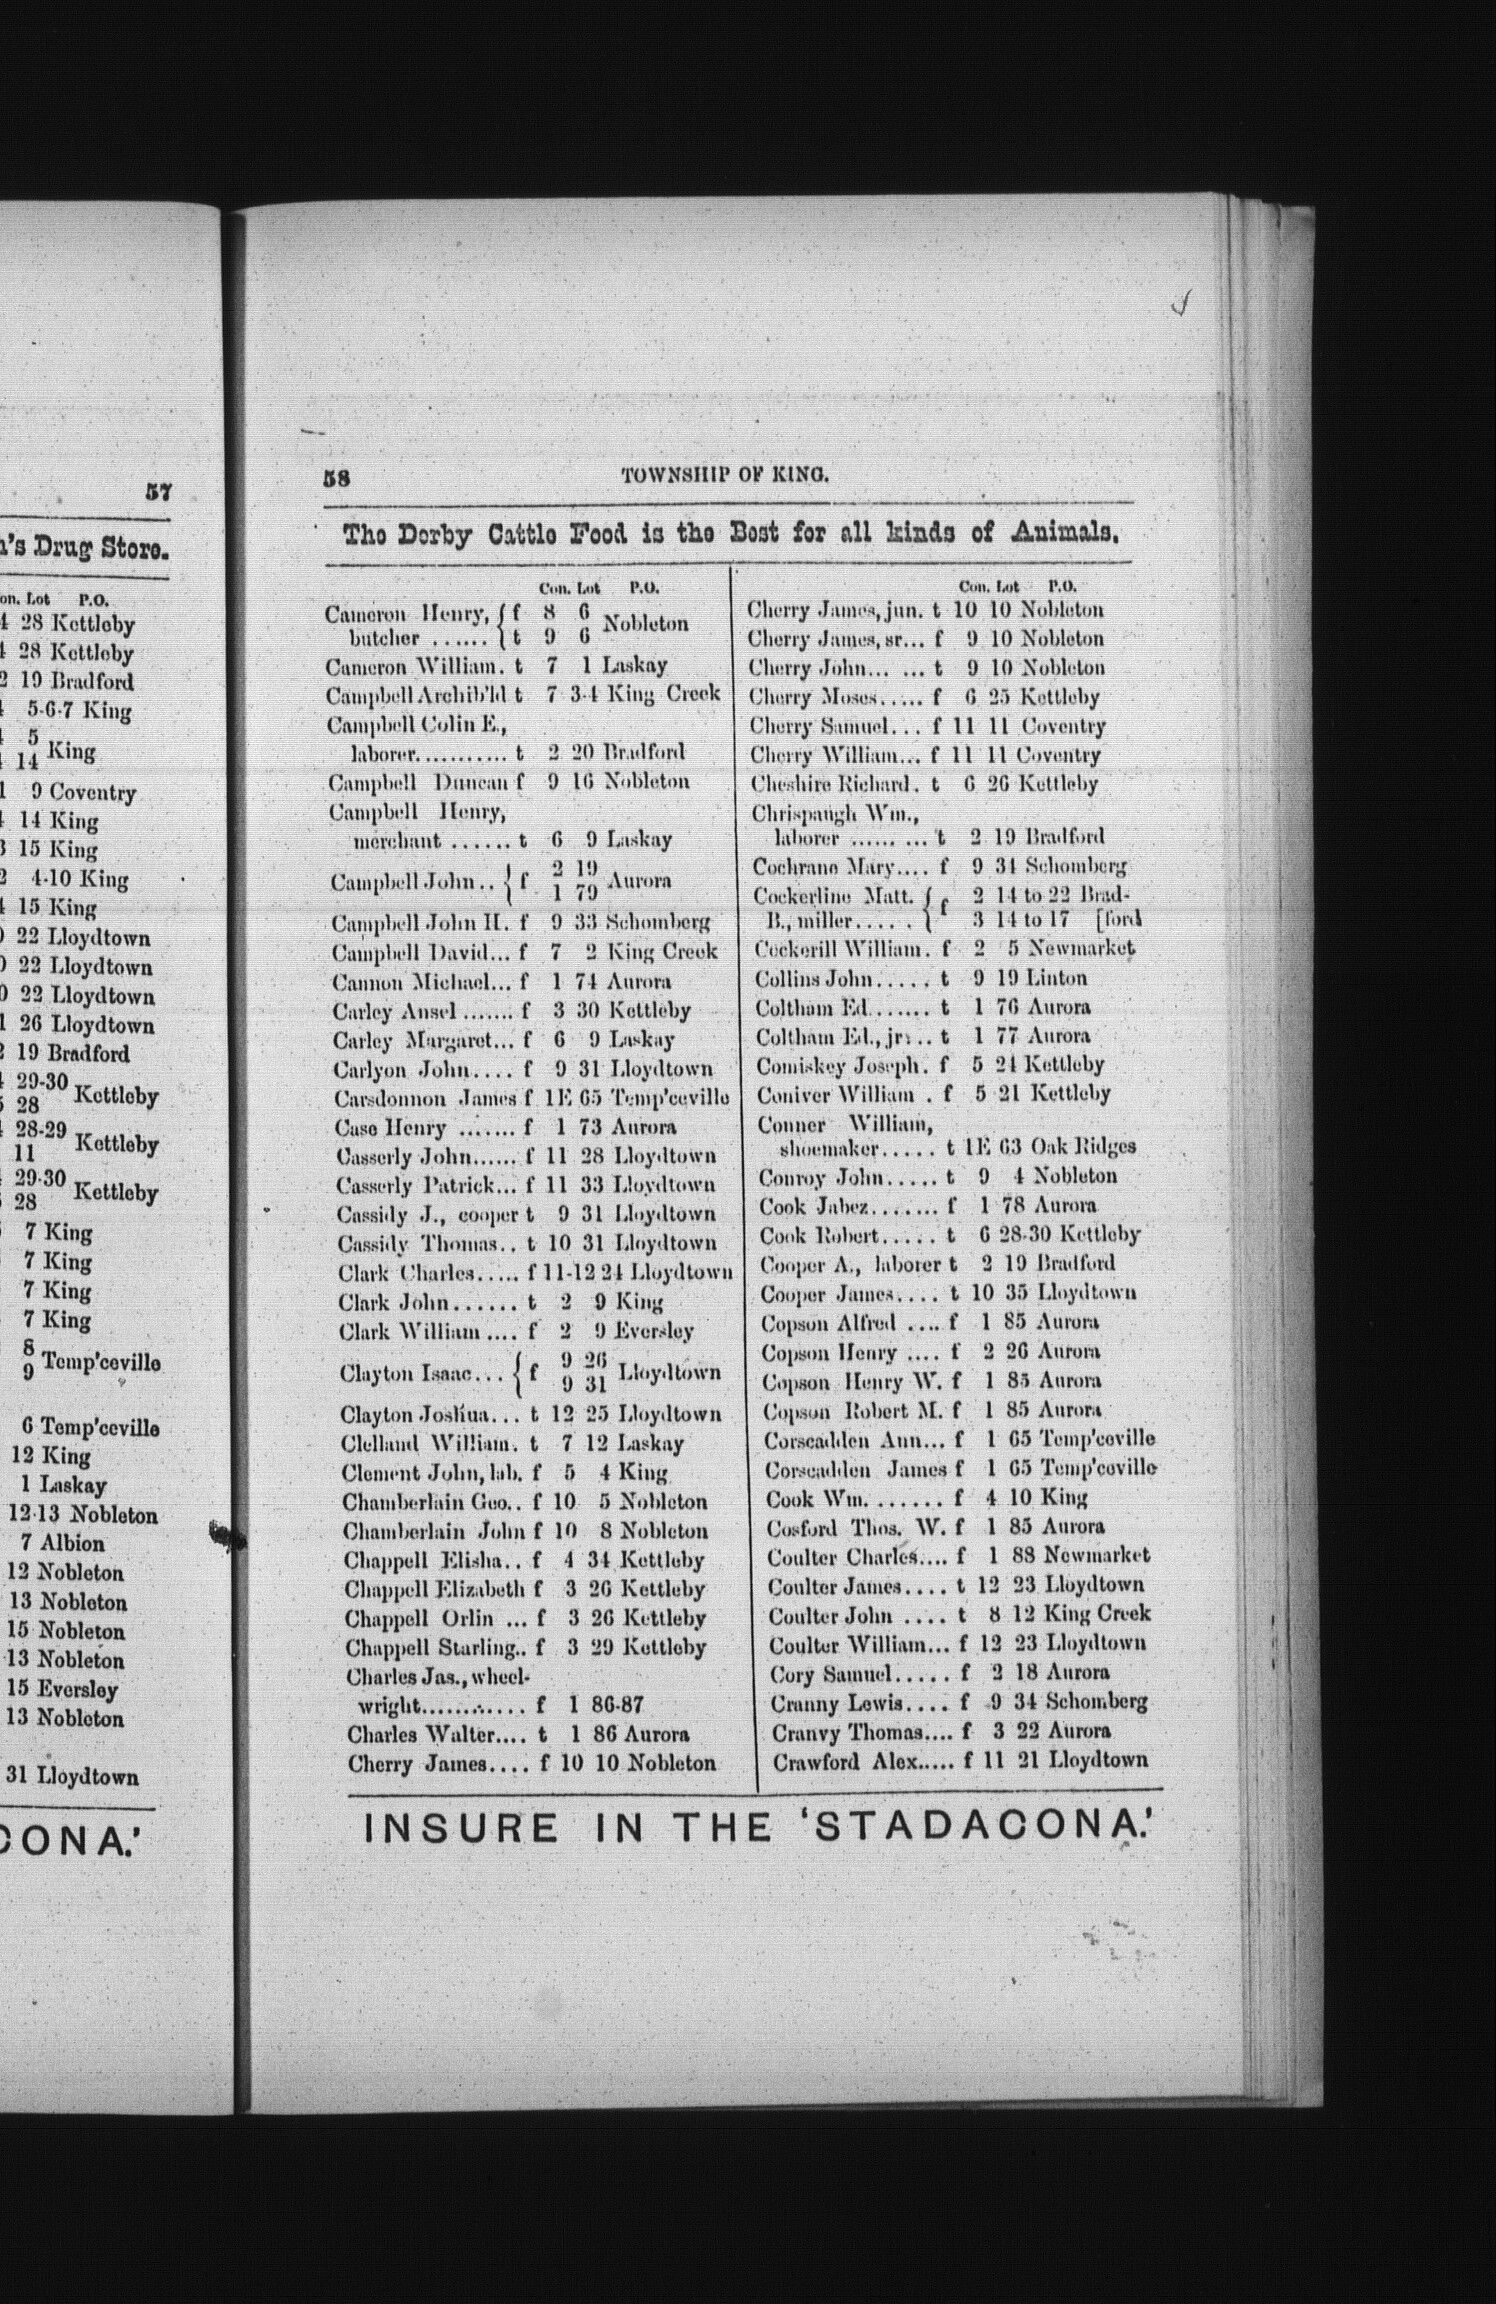 57
n's Drug Store.
on. Lot P.O.
4 28 Kettleby
4 28 Kettleby
2 19 Bradford
5-6-7 King
5
14 King
1 9 Coventry
14 King
3 15 King
2 4-10 King
4 15 King
0 22 Lloydtown
0 22 Lloydtown
0 22 Lloydtown
1 26 Lloydtown
2 19 Bradford
4 29-30
5 28 Kettleby
4 28-29
11 Kettleby
29-30
28 Kettleby
7 King
7 King
7 King
7 King
8
9 Temp'ceville
6 Temp'ceville
12 King
1 Laskay
12-13 Nobleton
7 Albion
12 Nobleton
13 Nobleton
15 Nobleton
13 Nobleton
15 Eversley
13 Nobleton
31 Lloydtown
CONA.'
58 TOWNSHIP OF KING.
The Derby Cattle Food is the Best for all kinds of Animals.
Con. Lot P.O.
Cameron Henry, { f 8 6
butcher ...... { t 9 6 Nobleton
Cameron William. t 7 1 Laskay
Campbell Archib'ld t 7 3-4 King Creek
Campbell Colin E.,
laborer........... t 2 20 Bradford
Campbell Duncan f 9 16 Nobleton
Campbell Henry,
merchant ...... t 6 9 Laskay
Campbell John.. { f 2 19
1 79 Aurora
Campbell John H. f 9 33 Schomberg
Campbell David... f 7 2 King Creek
Cannon Michael... f 1 74 Aurora
Carley Ansel ....... f 3 30 Kettleby
Carley Margaret... f 6 9 Laskay
Carlyon John.... f 9 31 Lloydtown
Carsdonnon James f 1E 65 Temp'ceville
Case Henry ....... f 1 73 Aurora
Casserly John...... f 11 28 Lloydtown
Casserly Patrick... f 11 33 Lloydtown
Cassidy J., cooper t 9 31 Lloydtown
Cassidy Thomas.. t 10 31 Lloydtown
Clark Charles..... f 11-12 24 Lloydtown
Clark John...... t 2 9 King
Clark William .... f 2 9 Eversley
Clayton Isaac... { f 9 26
9 31 Lloydtown
Clayton Joshua... t 12 25 Lloydtown
Clelland William. t 7 12 Laskay
Clement John, lab. f 5 4 King
Chamberlain Geo.. f 10 5 Nobleton
Chamberlain John f 10 8 Nobleton
Chappell Elisha.. f 4 34 Kettleby
Chappell Elizabeth f 3 26 Kettleby
Chappell Orlin ... f 3 26 Kettleby
Chappell Starling.. f 3 29 Kettleby
Charles Jas., wheel-
wright............. f 1 86-87
Charles Walter.... t 1 86 Aurora
Cherry James.... f 10 10 Nobleton
Con. Lot P.O.
Cherry James, jun. t 10 10 Nobleton
Cherry James, sr... f 9 10 Nobleton
Cherry John... ... t 9 10 Nobleton
Cherry Moses..... f 6 25 Kettleby
Cherry Samuel... f 11 11 Coventry
Cherry William... f 11 11 Coventry
Cheshire Richard. t 6 26 Kettleby
Chrispaugh Wm.,
laborer ...... ... t 2 19 Bradford
Cochrane Mary.... f 9 34 Schomberg
Cockerline Matt. { f 2 14 to 22 Brad-
B., miller..... { 3 14 to 17 [ford
Cockerill William. f 2 5 Newmarket
Collins John..... t 9 19 Linton
Coltham Ed....... t 1 76 Aurora
Coltham Ed., jr... t 1 77 Aurora
Comiskey Joseph. f 5 24 Kettleby
Coniver William . f 5 21 Kettleby
Conner William,
shoemaker..... t 1E 63 Oak Ridges
Conroy John..... t 9 4 Nobleton
Cook Jabez....... f 1 78 Aurora
Cook Robert..... t 6 28-30 Kettleby
Cooper A., laborer t 2 19 Bradford
Cooper James.... t 10 35 Lloydtown
Copson Alfred .... f 1 85 Aurora
Copson Henry .... f 2 26 Aurora
Copson Henry W. f 1 85 Aurora
Copson Robert M. f 1 85 Aurora
Corscadden Ann... f 1 65 Temp'ceville
Corscadden James f 1 65 Temp'ceville
Cook Wm. ....... f 4 10 King
Cosford Thos. W. f 1 85 Aurora
Coulter Charles.... f 1 88 Newmarket
Coulter James.... t 12 23 Lloydtown
Coulter John .... t 8 12 King Creek
Coulter William... f 12 23 Lloydtown
Cory Samuel..... f 2 18 Aurora
Cranny Lewis.... f 9 34 Schomberg
Cranvy Thomas.... f 3 22 Aurora
Crawford Alex..... f 11 21 Lloydtown
INSURE IN THE 'STADACONA.'